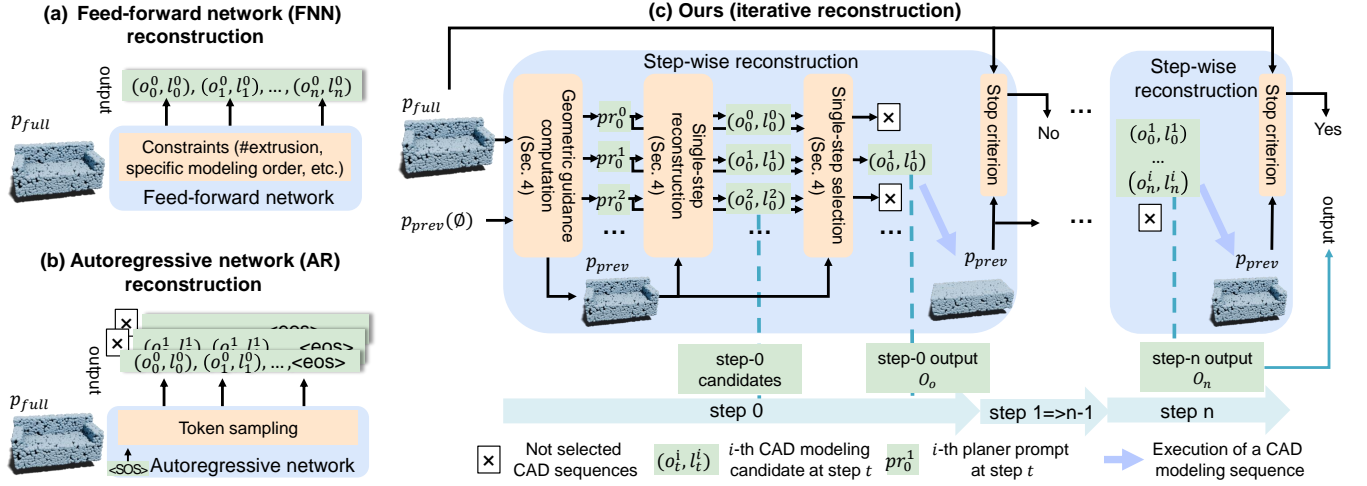 (a) Feed-forward network (FNN)
reconstruction
output
(o_0^0, l_0^0), (o_1^0, l_1^0), ... , (o_n^0, l_n^0)
p_full
Constraints (#extrusion,
specific modeling order, etc.)
Feed-forward network
(b) Autoregressive network (AR)
reconstruction
output
<eos>
(o_0^1, l_0^1), (o_1^1, l_1^1), <eos>
(o_0^0, l_0^0), (o_1^0, l_1^0), ... ,<eos>
p_full
Token sampling
<SOS>
Autoregressive network
(c) Ours (iterative reconstruction)
Step-wise reconstruction
p_full
p_prev(∅)
Geometric guidance
computation
(Sec. 4)
pr_0^0
pr_0^1
pr_0^2
...
Single-step
reconstruction
(Sec. 4)
(o_0^0, l_0^0)
(o_0^1, l_0^1)
(o_0^2, l_0^2)
...
Single-step selection
(Sec. 4)
×
(o_0^1, l_0^1)
×
...
p_prev
p_prev
Stop criterion
No
...
...
Step-wise
reconstruction
(o_0^1, l_0^1)
...
(o_n^i, l_n^i)
×
p_prev
Stop criterion
Yes
output
step-0
candidates
step-0 output
O_o
step-n output
O_n
step 0
step 1=>n-1
step n
× Not selected
CAD sequences
(o_t^i, l_t^i) i-th CAD modeling
candidate at step t
pr_0^1 i-th planer prompt
at step t
Execution of a CAD
modeling sequence